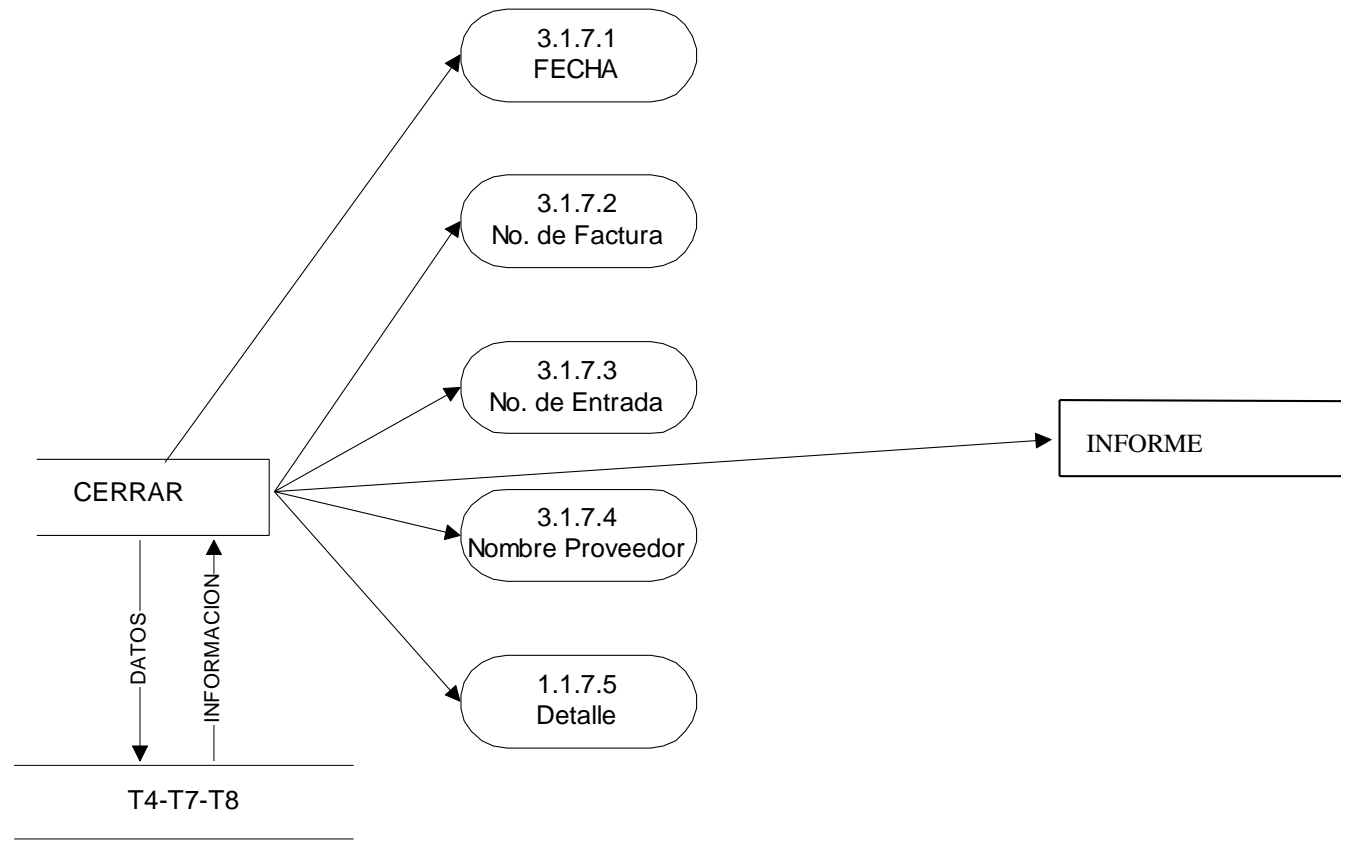 3.1.7.1
FECHA
3.1.7.2
No. de Factura
3.1.7.3
No. de Entrada
INFORME
CERRAR
3.1.7.4
Nombre Proveedor
DATOS
INFORMACION
1.1.7.5
Detalle
T4-T7-T8